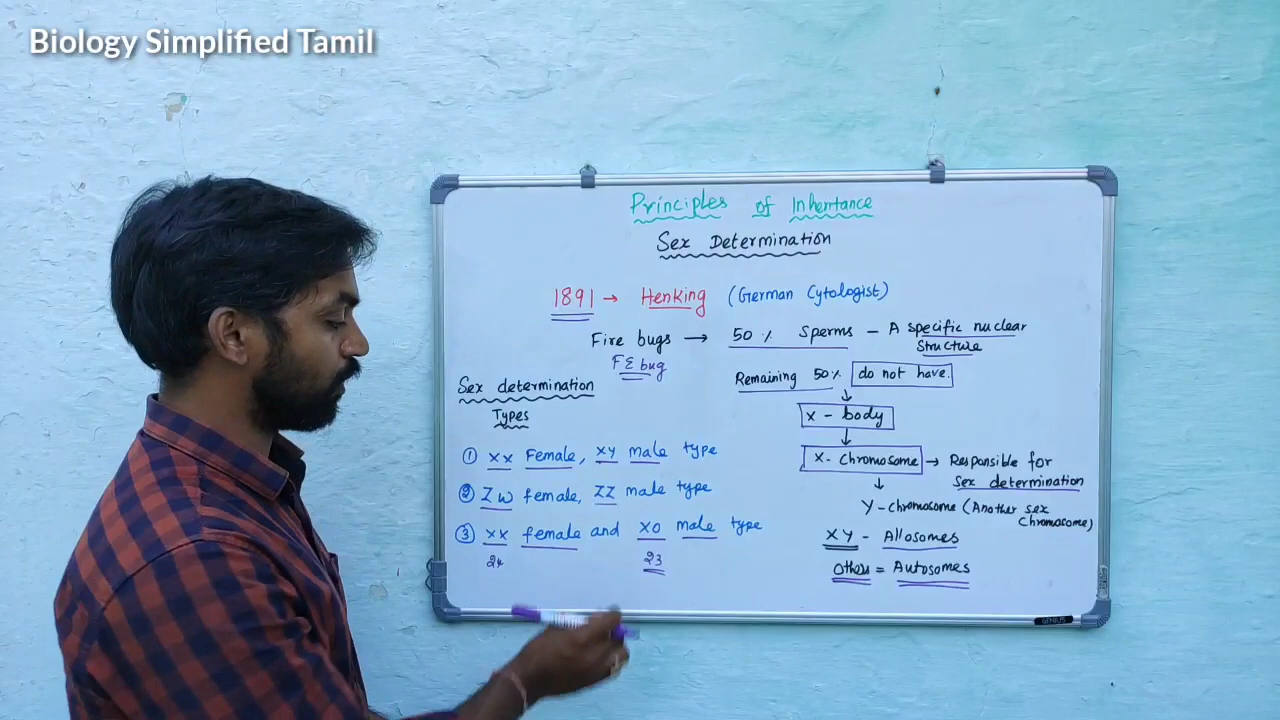 Biology Simplified Tamil
Principles of Inheritance
Sex Determination
1891 → Henking (German Cytologist)
Fire bugs → 50 % Sperms – A specific nuclear
structure
FE bug
Remaining 50% do not have.
↓
X - body
↓
X - Chromosome → Responsible for
Sex determination
↓
Y - chromosome (Another sex
chromosome)
XY - Allosomes
Others = Autosomes
Sex determination
Types
① XX Female, XY male type
② ZW female, ZZ male type
③ XX female and XO male type
24 23
GENIUS